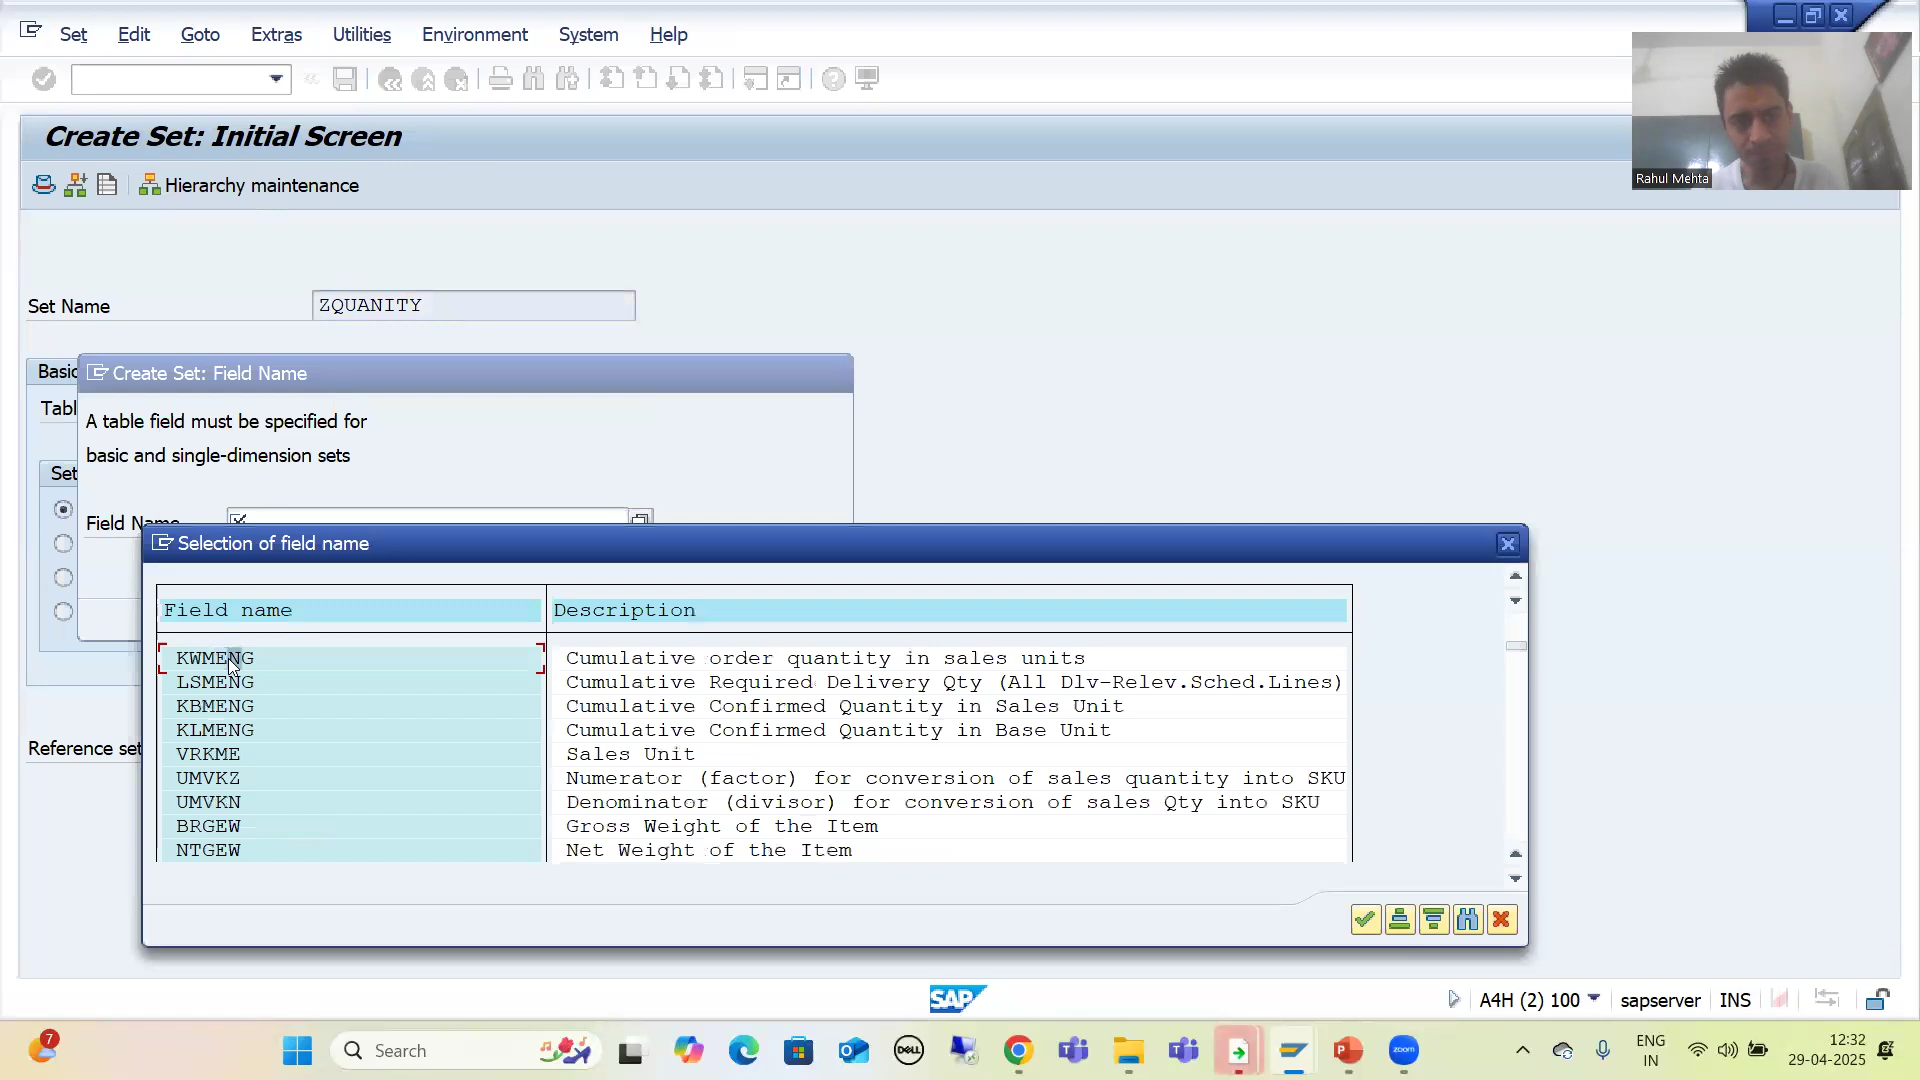 Set Edit Goto Extras Utilities Environment System Help
Create Set: Initial Screen
Hierarchy maintenance
Rahul Mehta
Set Name ZQUANITY
Basic
Create Set: Field Name
Tabl
A table field must be specified for
basic and single-dimension sets
Set
Field Name
Selection of field name
Field name Description
KWMENG Cumulative order quantity in sales units
LSMENG Cumulative Required Delivery Qty (All Dlv-Relev.Sched.Lines)
KBMENG Cumulative Confirmed Quantity in Sales Unit
KLMENG Cumulative Confirmed Quantity in Base Unit
VRKME Sales Unit
UMVKZ Numerator (factor) for conversion of sales quantity into SKU
UMVKN Denominator (divisor) for conversion of sales Qty into SKU
BRGEW Gross Weight of the Item
NTGEW Net Weight of the Item
Reference set
SAP
A4H (2) 100 sapserver INS
7
Search
DELL
zoom
ENG
IN
12:32
29-04-2025